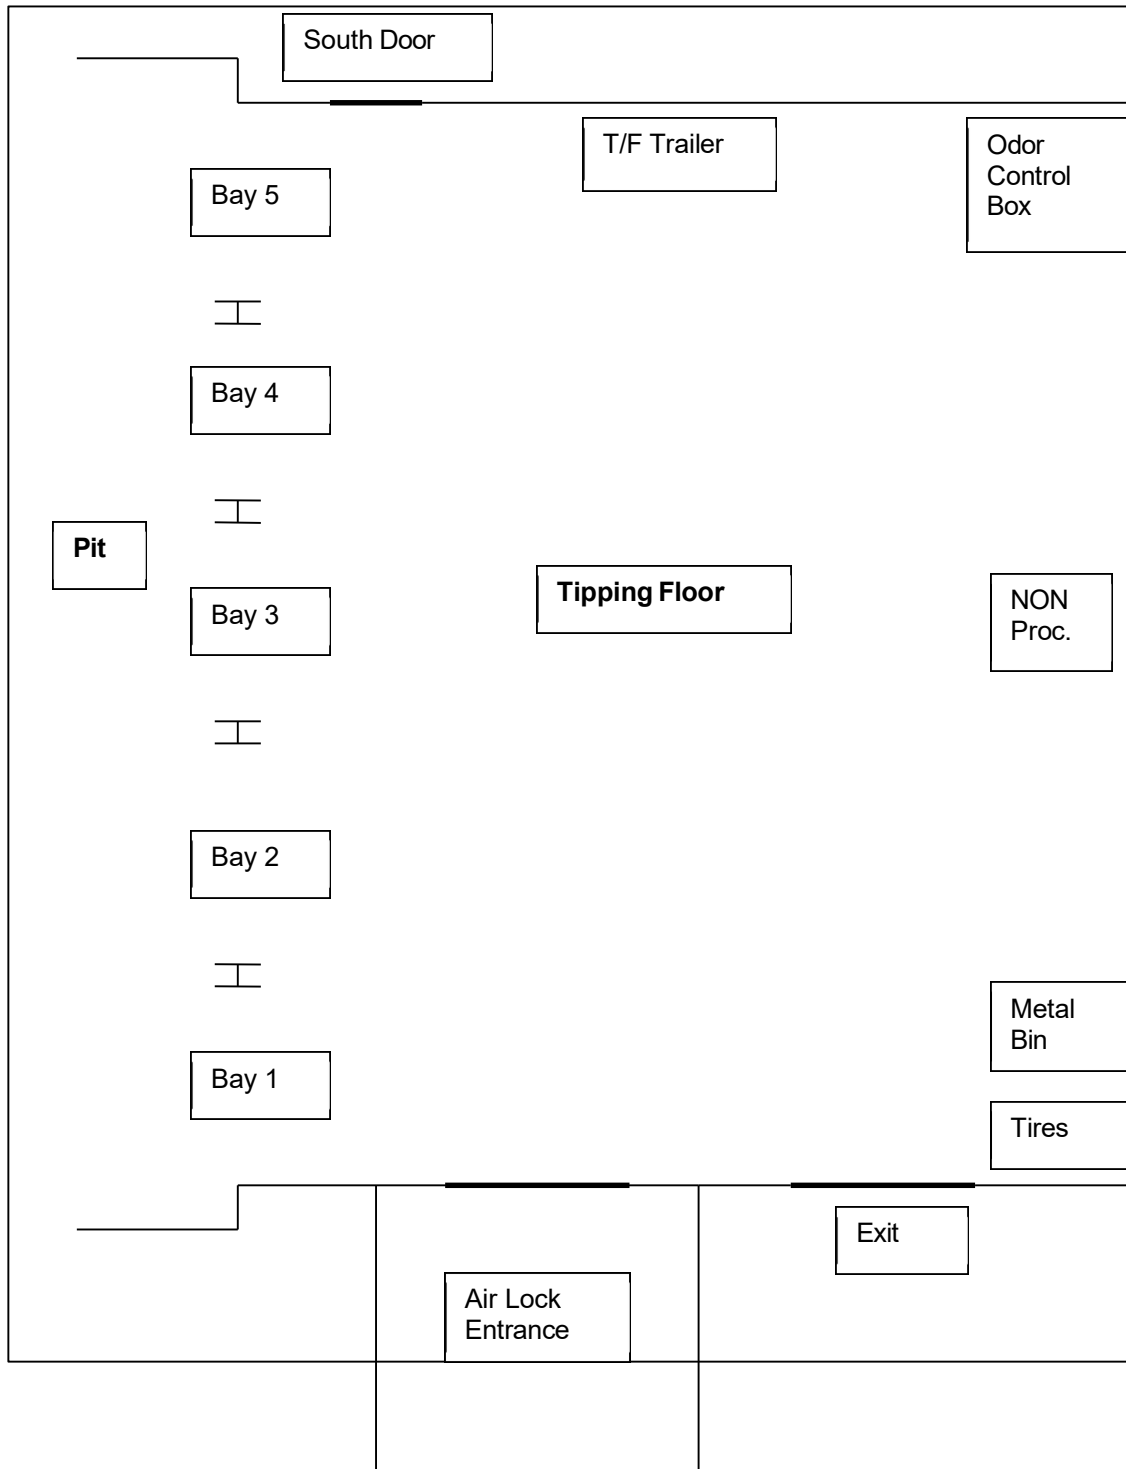 South Door
T/F Trailer
Odor
Control
Box
Bay 5
Bay 4
Pit
Tipping Floor
NON
Proc.
Bay 3
Bay 2
Metal
Bin
Bay 1
Tires
Exit
Air Lock
Entrance